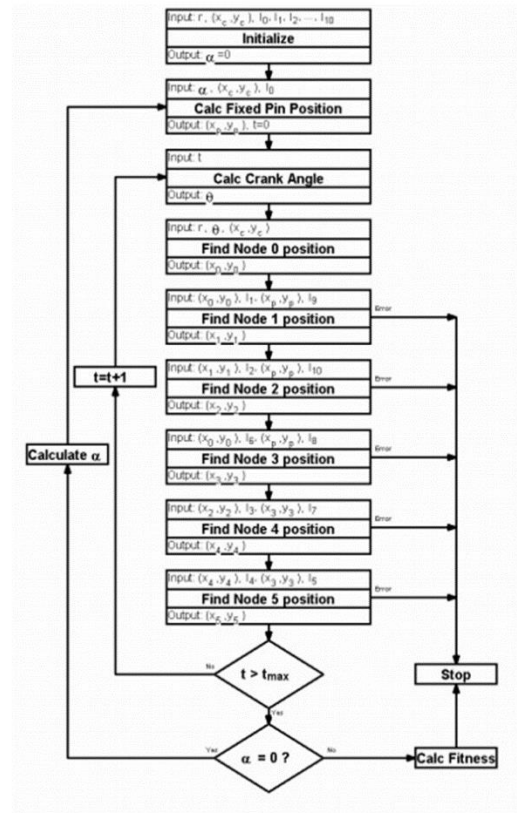 Input: r, (xc,yc), l0, l1, l2, ..., l10
Initialize
Output: α =0
Input: α, (xc,yc), l0
Calc Fixed Pin Position
Output: (xp,yp), t=0
Input: t
Calc Crank Angle
Output: θ
Input: r, θ, (xc,yc)
Find Node 0 position
Output: (x0,y0)
Input: (x0,y0), l1, (xp,yp), l9
Error
Find Node 1 position
Output: (x1,y1)
Input: (x1,y1), l2, (xp,yp), l10
Error
t=t+1
Find Node 2 position
Output: (x2,y2)
Input: (x0,y0), l6, (xp,yp), l8
Error
Calculate α
Find Node 3 position
Output: (x3,y3)
Input: (x2,y2), l3, (x3,y3), l7
Error
Find Node 4 position
Output: (x4,y4)
Input: (x4,y4), l4, (x3,y3), l5
Error
Find Node 5 position
Output: (x5,y5)
No
t > tmax
Stop
Yes
Yes
α = 0 ?
No
Calc Fitness